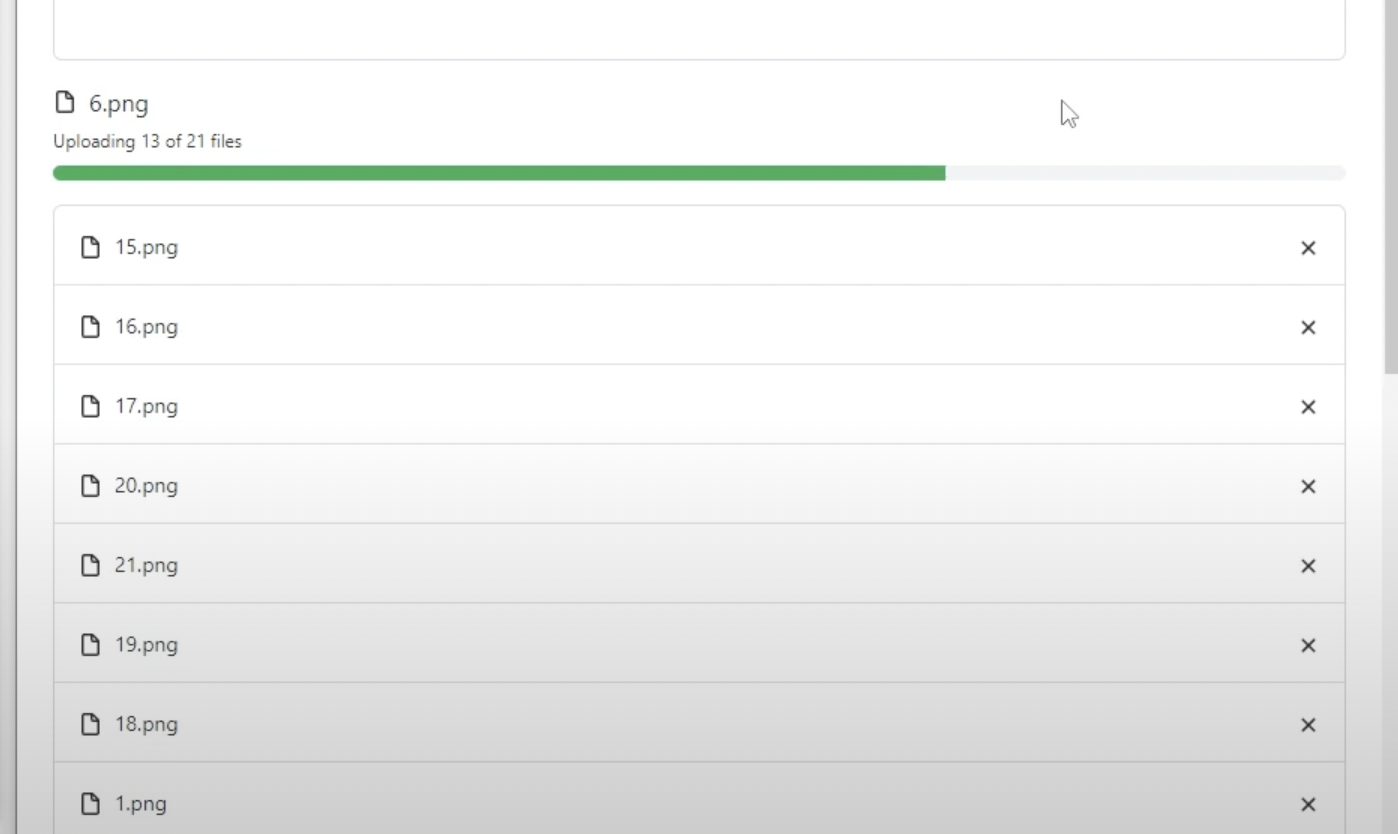 6.png
Uploading 13 of 21 files
15.png
16.png
17.png
20.png
21.png
19.png
18.png
1.png